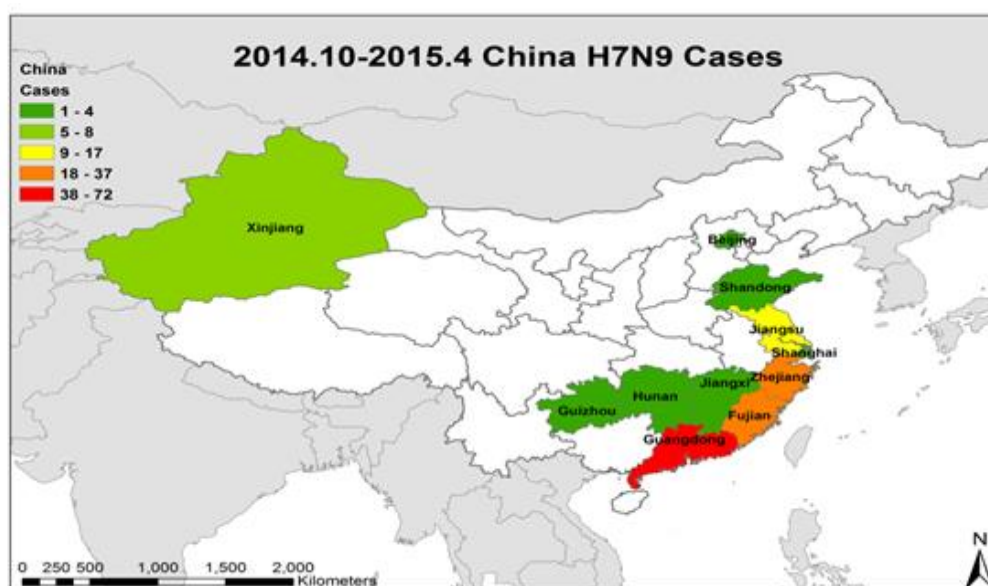 2014.10-2015.4 China H7N9 Cases
China
Cases
1 - 4
5 - 8
9 - 17
18 - 37
38 - 72
Xinjiang
Beijing
Shandong
Jiangsu
Shanghai
Zhejiang
Jiangxi
Hunan
Guizhou
Fujian
Guangdong
N
0 250 500 1,000 1,500 2,000
Kilometers